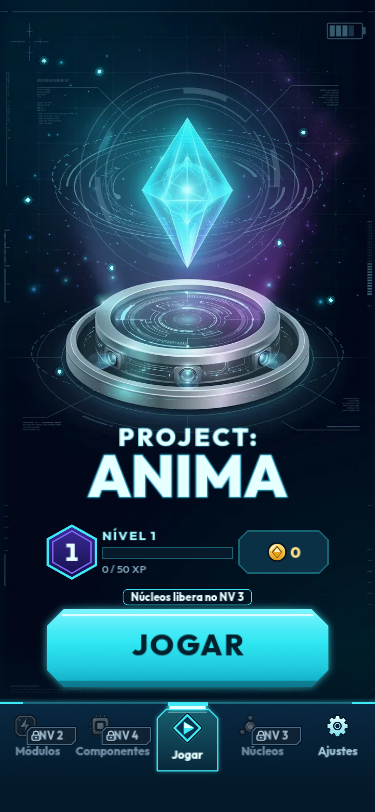 PROJECT:
ANIMA
1
NÍVEL 1
0 / 50 XP
0
Núcleos libera no NV 3
JOGAR
NV 2
NV 4
NV 3
Módulos
Componentes
Jogar
Núcleos
Ajustes